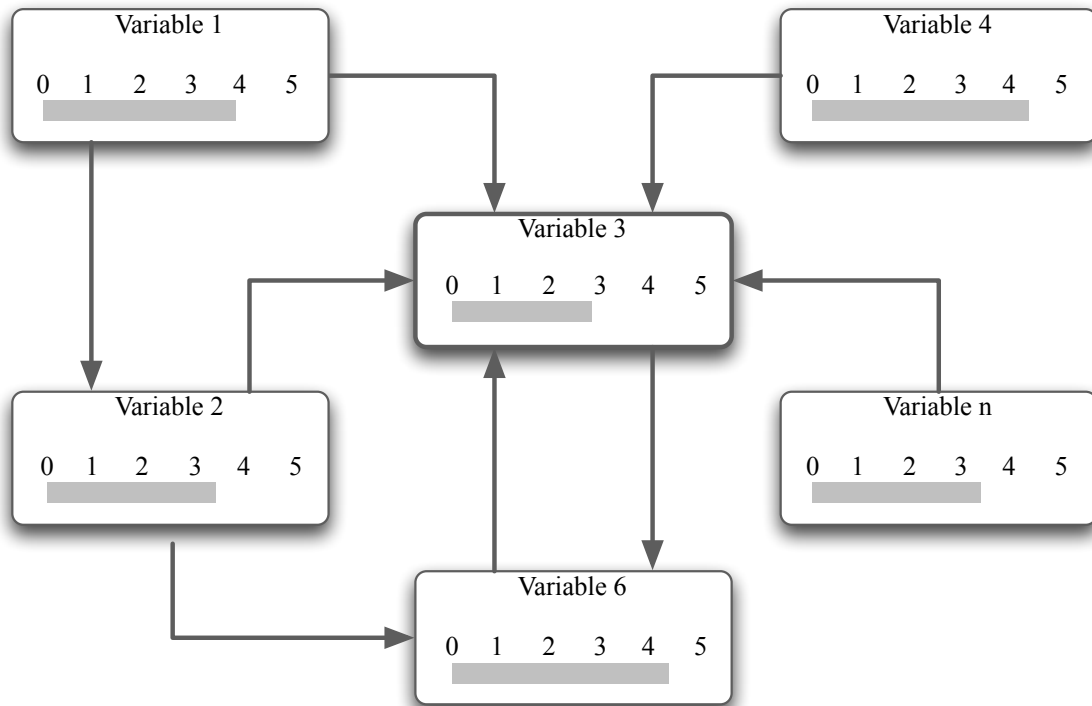 Variable 1
0 1 2 3 4 5
Variable 4
0 1 2 3 4 5
Variable 3
0 1 2 3 4 5
Variable 2
0 1 2 3 4 5
Variable n
0 1 2 3 4 5
Variable 6
0 1 2 3 4 5